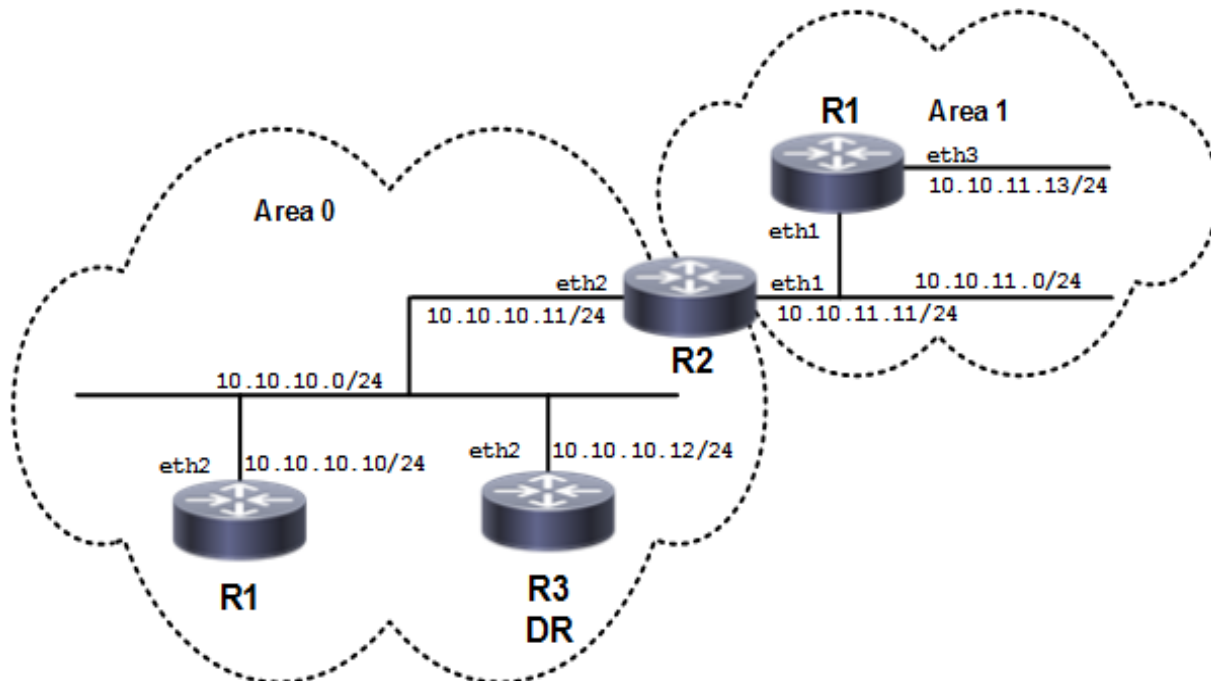 R1
Area 1
eth3
10.10.11.13/24
Area 0
eth1
eth2
eth1
10.10.11.0/24
10.10.10.11/24
10.10.11.11/24
R2
10.10.10.0/24
eth2
10.10.10.10/24
eth2
10.10.10.12/24
R1
R3
DR